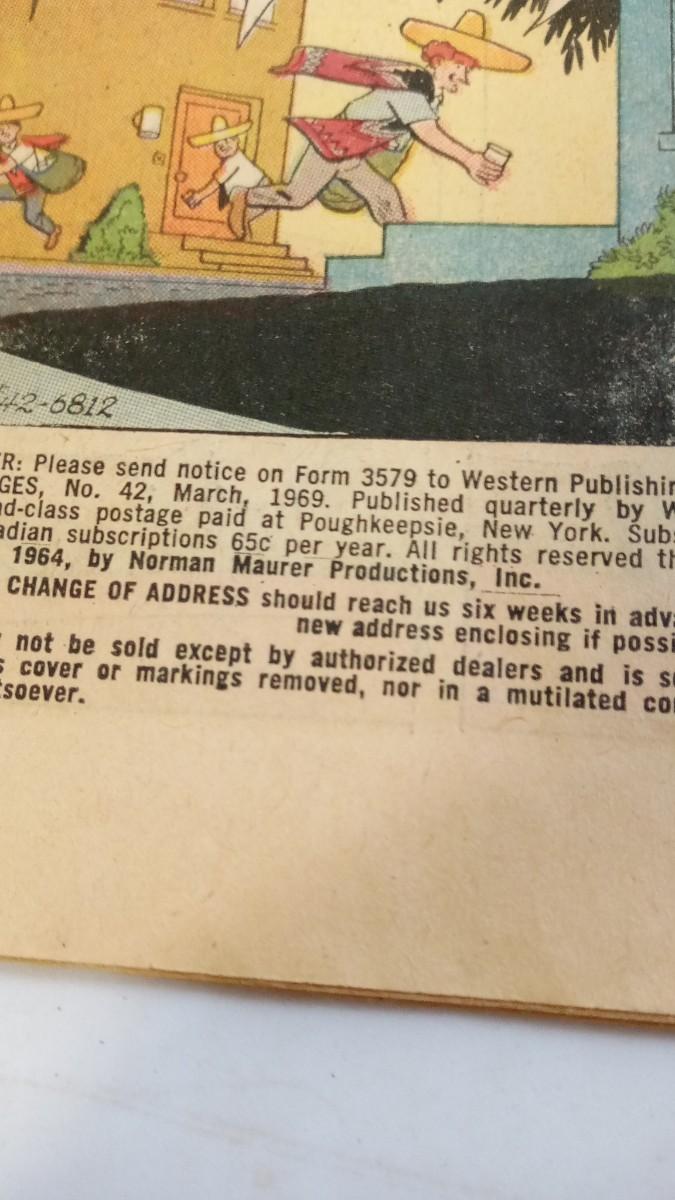 42-6812
R: Please send notice on Form 3579 to Western Publishin
GES, No. 42, March, 1969. Published quarterly by W
d-class postage paid at Poughkeepsie, New York. Subs
adian subscriptions 65c per year. All rights reserved th
1964, by Norman Maurer Productions, Inc.
CHANGE OF ADDRESS should reach us six weeks in adva
new address enclosing if possi
not be sold except by authorized dealers and is s
s cover or markings removed, nor in a mutilated co
tsoever.